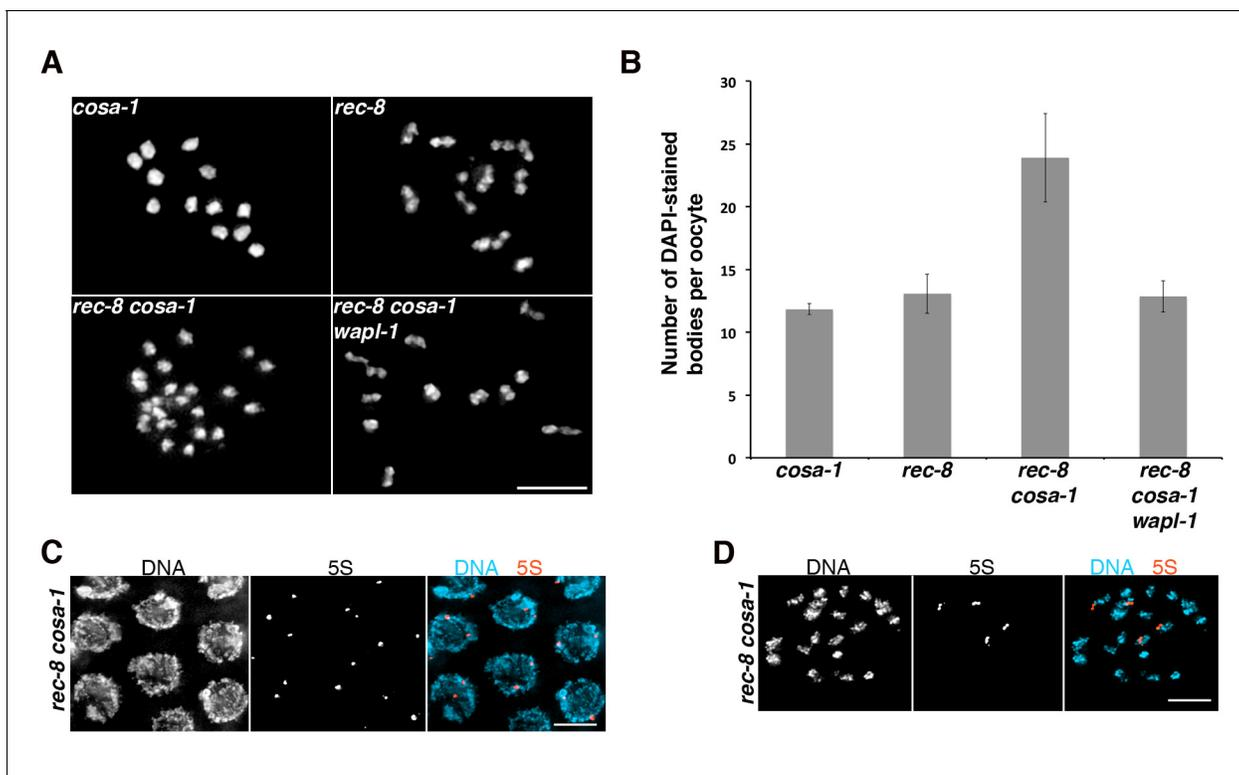 A
cosa-1
rec-8
rec-8 cosa-1
rec-8 cosa-1
wapl-1
B
Number of DAPI-stained
bodies per oocyte
30
25
20
15
10
5
0
cosa-1
rec-8
rec-8
cosa-1
rec-8
cosa-1
wapl-1
C
DNA
5S
DNA 5S
rec-8 cosa-1
D
DNA
5S
DNA 5S
rec-8 cosa-1